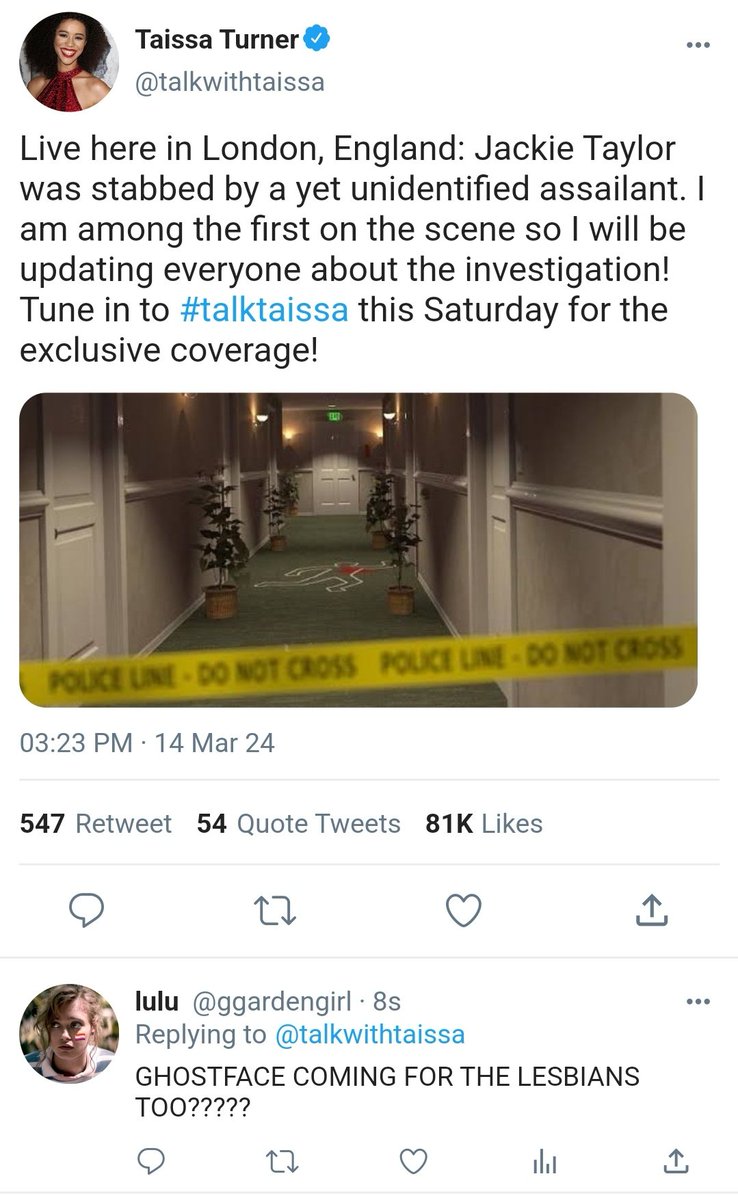 Taissa Turner
@talkwithtaissa
Live here in London, England: Jackie Taylor
was stabbed by a yet unidentified assailant. I
am among the first on the scene so I will be
updating everyone about the investigation!
Tune in to #talktaissa this Saturday for the
exclusive coverage!
EXIT
POLICE LINE - DO NOT CROSS POLICE LINE - DO NOT CROSS
03:23 PM · 14 Mar 24
547 Retweet 54 Quote Tweets 81K Likes
lulu @ggardengirl · 8s
Replying to @talkwithtaissa
GHOSTFACE COMING FOR THE LESBIANS
TOO?????